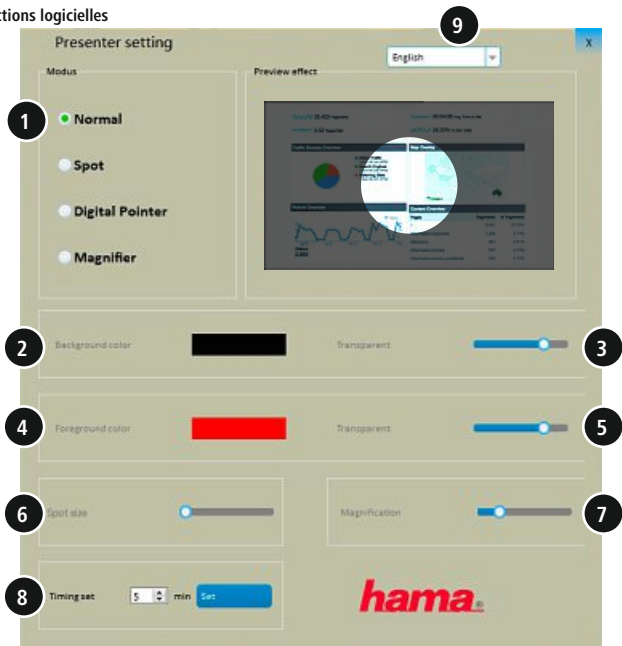 ctions logicielles
9
Presenter setting
x
English
Modus
Preview effect
1
Normal
Spot
Digital Pointer
Magnifier
2
Background color
Transparent
3
4
Foreground color
Transparent
5
6
Spot size
Magnification
7
8
Timing set
5
min
Set
hama